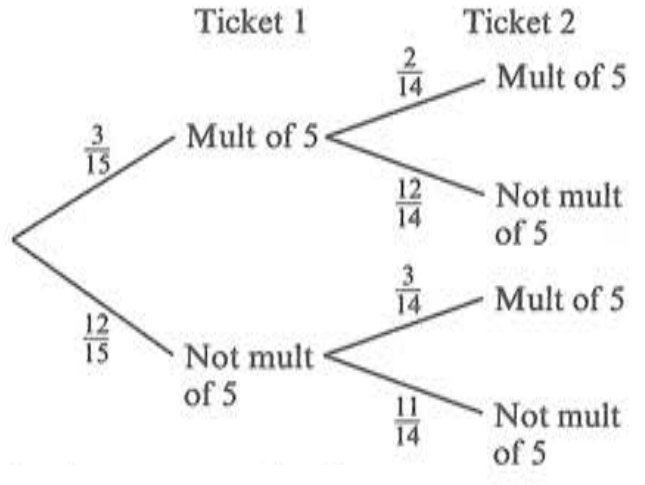 Ticket 1 Ticket 2
2/14 Mult of 5
3/15 Mult of 5
12/14 Not mult
of 5
3/14 Mult of 5
12/15 Not mult
of 5
11/14 Not mult
of 5